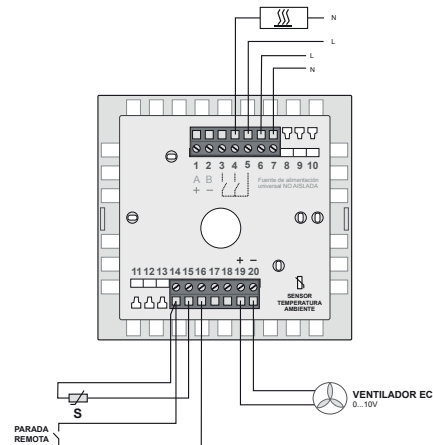 N
L
L
N
1 2 3 4 5 6 7 8 9 10
A B
+ −
Fuente de alimentación
universal NO AISLADA
+ −
11 12 13 14 15 16 17 18 19 20
SENSOR
TEMPERATURA
AMBIENTE
S
VENTILADOR EC
0...10V
PARADA
REMOTA